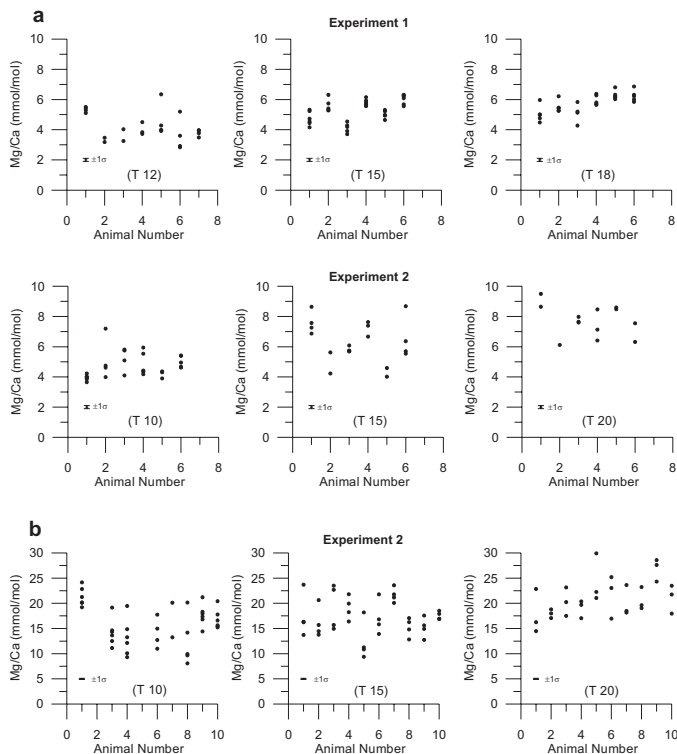 a
Experiment 1
10
8
6
4
2
0
Mg/Ca (mmol/mol)
±1σ
(T 12)
0 2 4 6 8
Animal Number
10
8
6
4
2
0
Mg/Ca (mmol/mol)
±1σ
(T 15)
0 2 4 6 8
Animal Number
10
8
6
4
2
0
Mg/Ca (mmol/mol)
±1σ
(T 18)
0 2 4 6 8
Animal Number
Experiment 2
10
8
6
4
2
0
Mg/Ca (mmol/mol)
±1σ
(T 10)
0 2 4 6 8
Animal Number
10
8
6
4
2
0
Mg/Ca (mmol/mol)
±1σ
(T 15)
0 2 4 6 8
Animal Number
10
8
6
4
2
0
Mg/Ca (mmol/mol)
±1σ
(T 20)
0 2 4 6 8
Animal Number
b
Experiment 2
30
25
20
15
10
5
0
Mg/Ca (mmol/mol)
±1σ
(T 10)
0 2 4 6 8 10
Animal Number
30
25
20
15
10
5
0
Mg/Ca (mmol/mol)
±1σ
(T 15)
0 2 4 6 8 10
Animal Number
30
25
20
15
10
5
0
Mg/Ca (mmol/mol)
±1σ
(T 20)
0 2 4 6 8 10
Animal Number